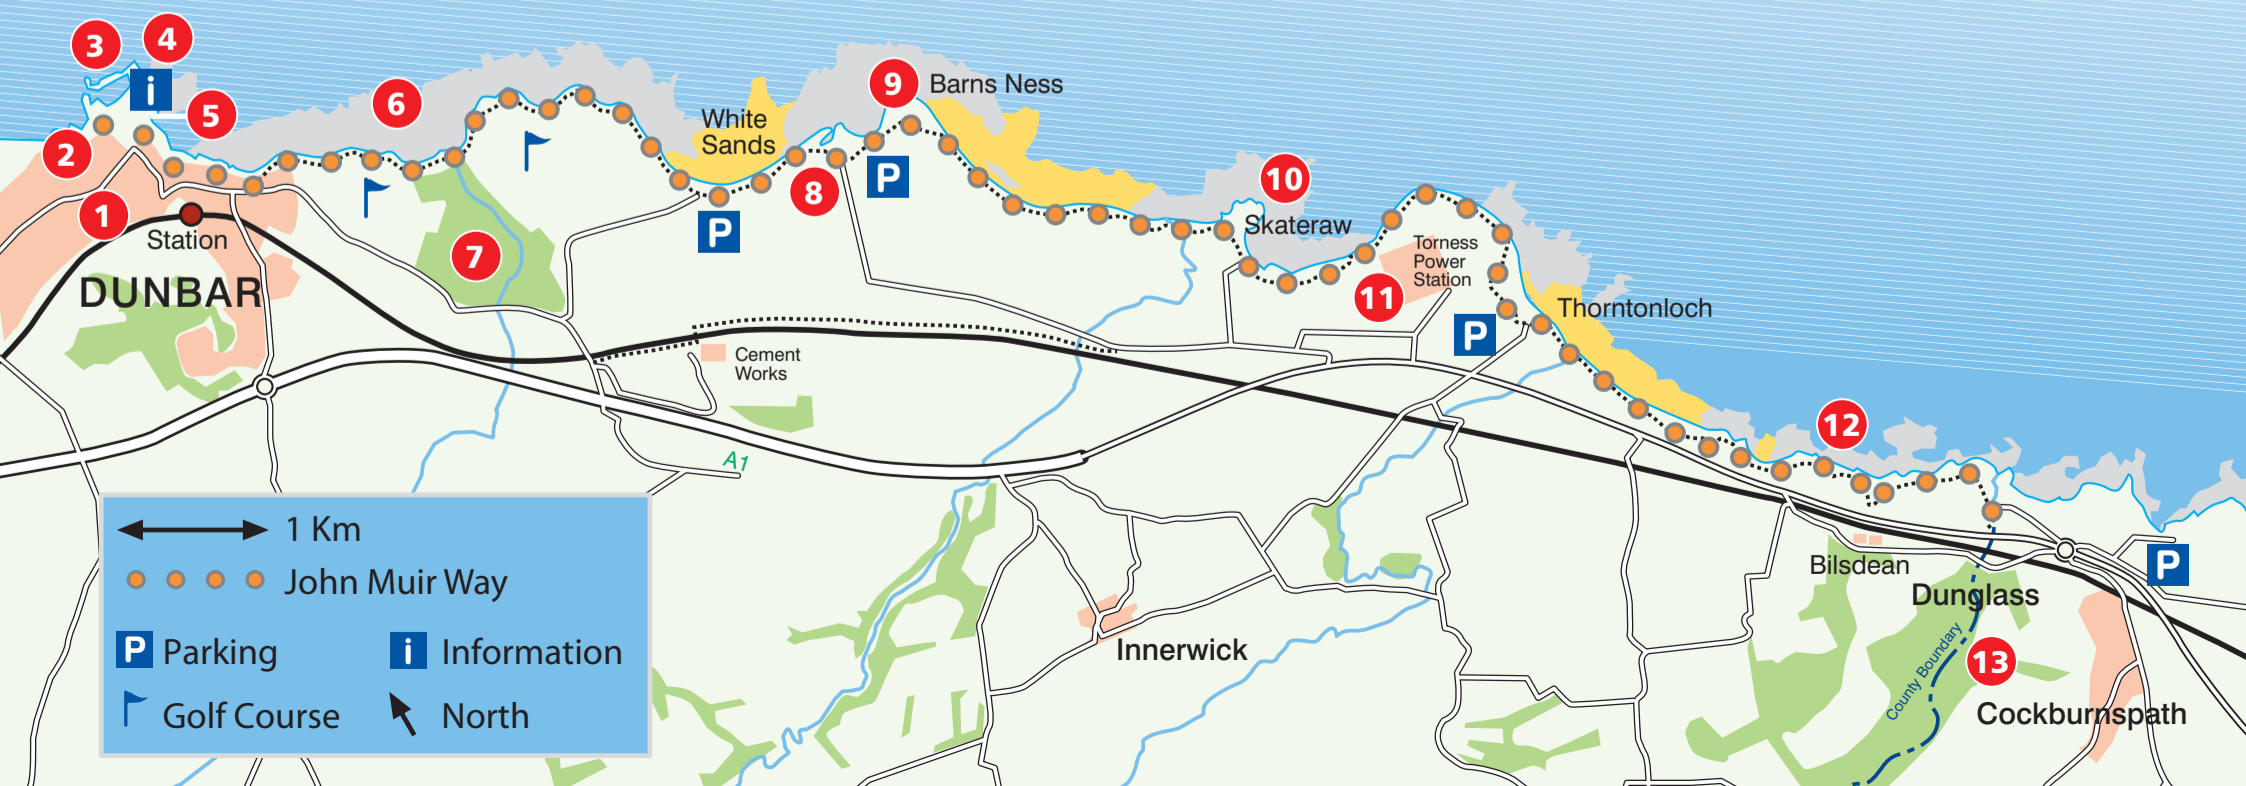 3
4
i
5
2
6
1
Station
DUNBAR
7
White
Sands
8
P
P
9
Barns Ness
10
Skateraw
Torness
Power
Station
11
P
Thorntonloch
Cement
Works
A1
12
Bilsdean
Dunglass
P
County Boundary
13
Cockburnspath
Innerwick
1 Km
John Muir Way
P Parking
i Information
Golf Course
North